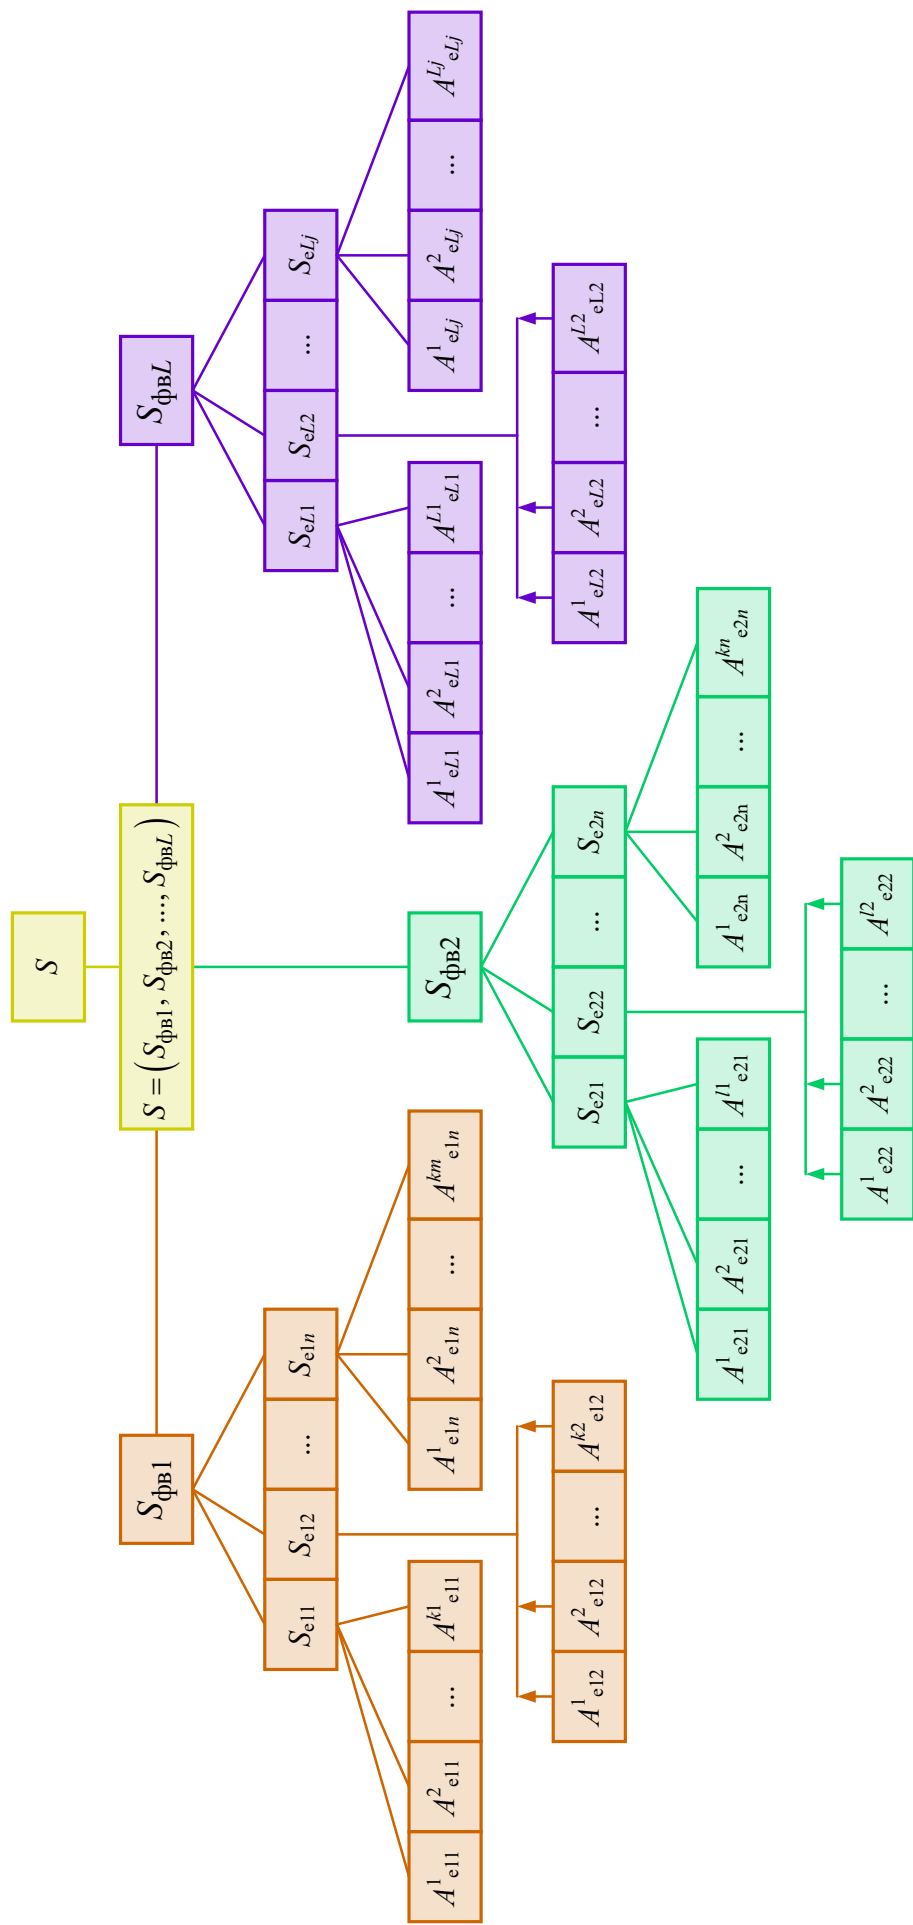 S
S = (Sфв1, Sфв2, ..., SфвL)
Sфв1
Se11 Se12 ... Se1n
A¹e11 A²e11 ... Aᵏ¹e11
A¹e12 A²e12 ... Aᵏ²e12
A¹e1n A²e1n ... Aᵏᵐe1n
Sфв2
Se21 Se22 ... Se2n
A¹e21 A²e21 ... Aˡ¹e21
A¹e22 A²e22 ... Aˡ²e22
A¹e2n A²e2n ... Aᵏⁿe2n
SфвL
SeL1 SeL2 ... SeLj
A¹eL1 A²eL1 ... Aᴸ¹eL1
A¹eL2 A²eL2 ... Aᴸ²eL2
A¹eLj A²eLj ... AᴸʲeLj